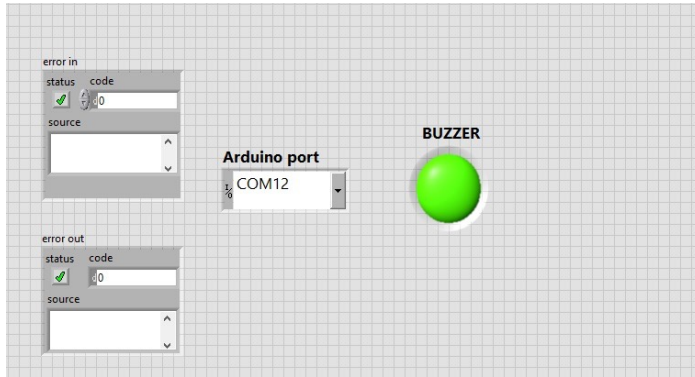 error in
status code
d 0
source
Arduino port
I/O COM12
BUZZER
error out
status code
d 0
source